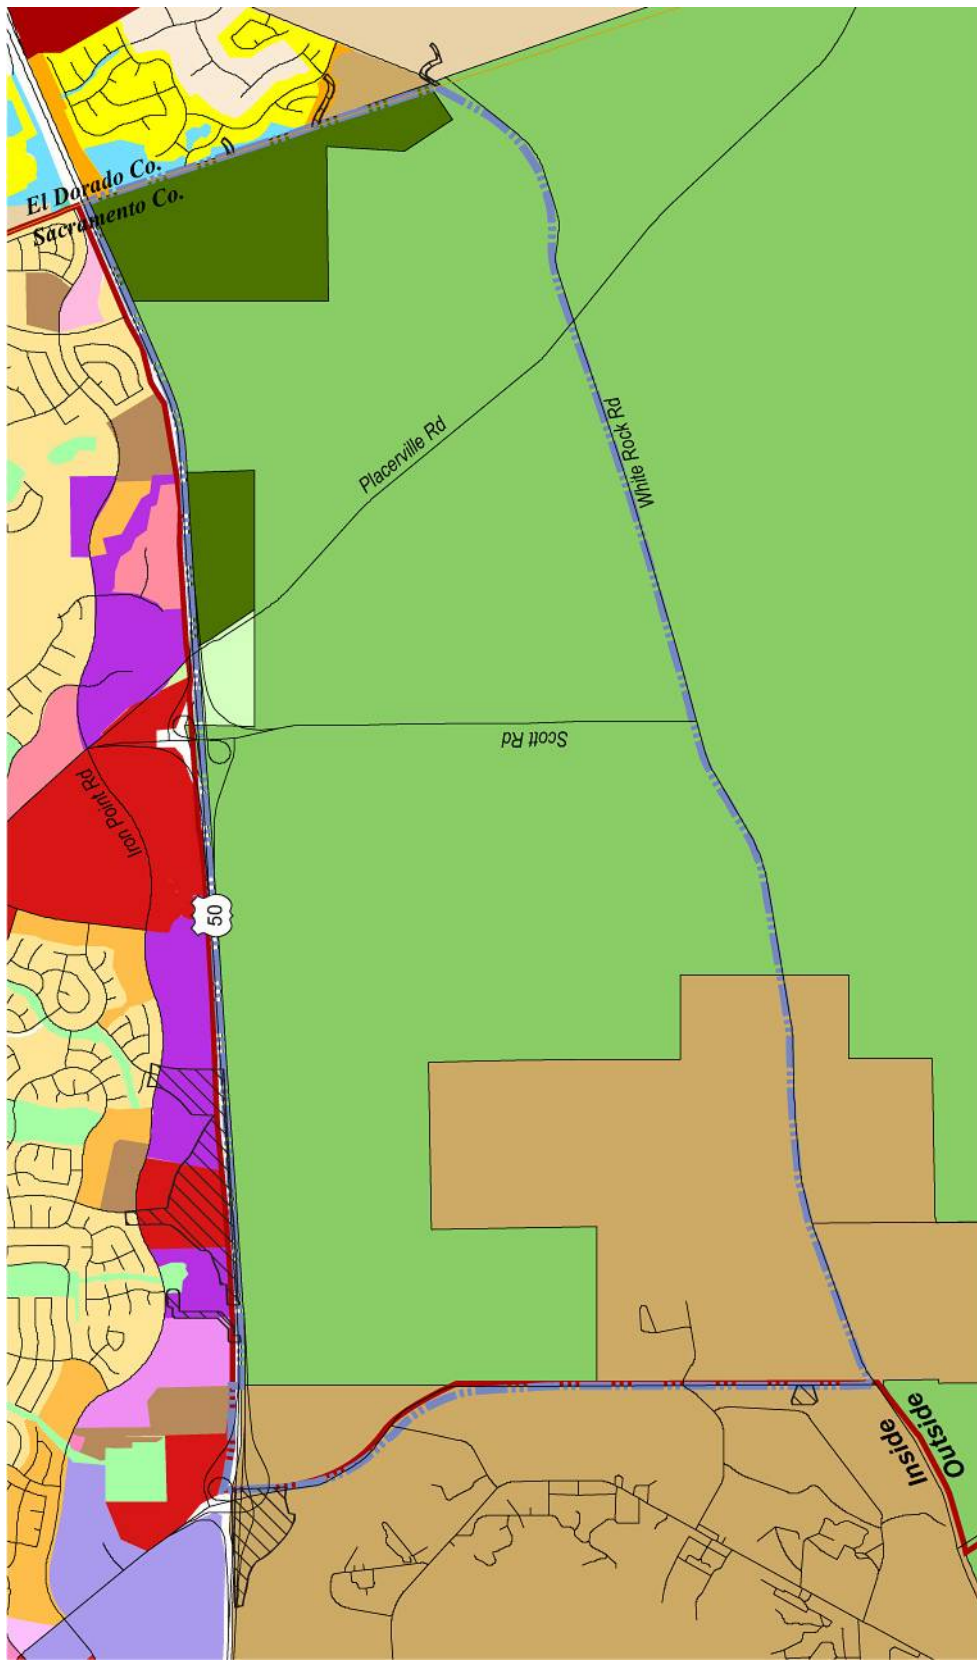 El Dorado Co.
Sacramento Co.
Placerville Rd
White Rock Rd
Scott Rd
Iron Point Rd
50
Outside
Inside